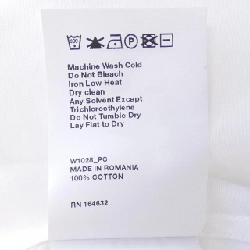 Machine Wash Cold
Do Not Bleach
Iron Low Heat
Dry clean
Any Solvent Except
Trichloroethylene
Do Not Tumble Dry
Lay Flat to Dry
W1028_PO
MADE IN ROMANIA
100% COTTON
RN 164632